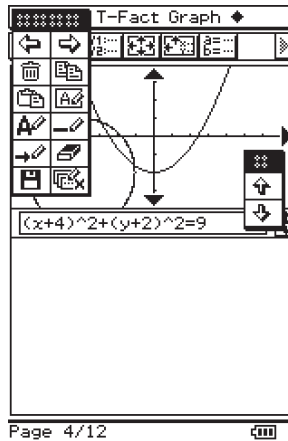 T-Fact Graph ◆
(x+4)^2+(y+2)^2=9
Page 4/12